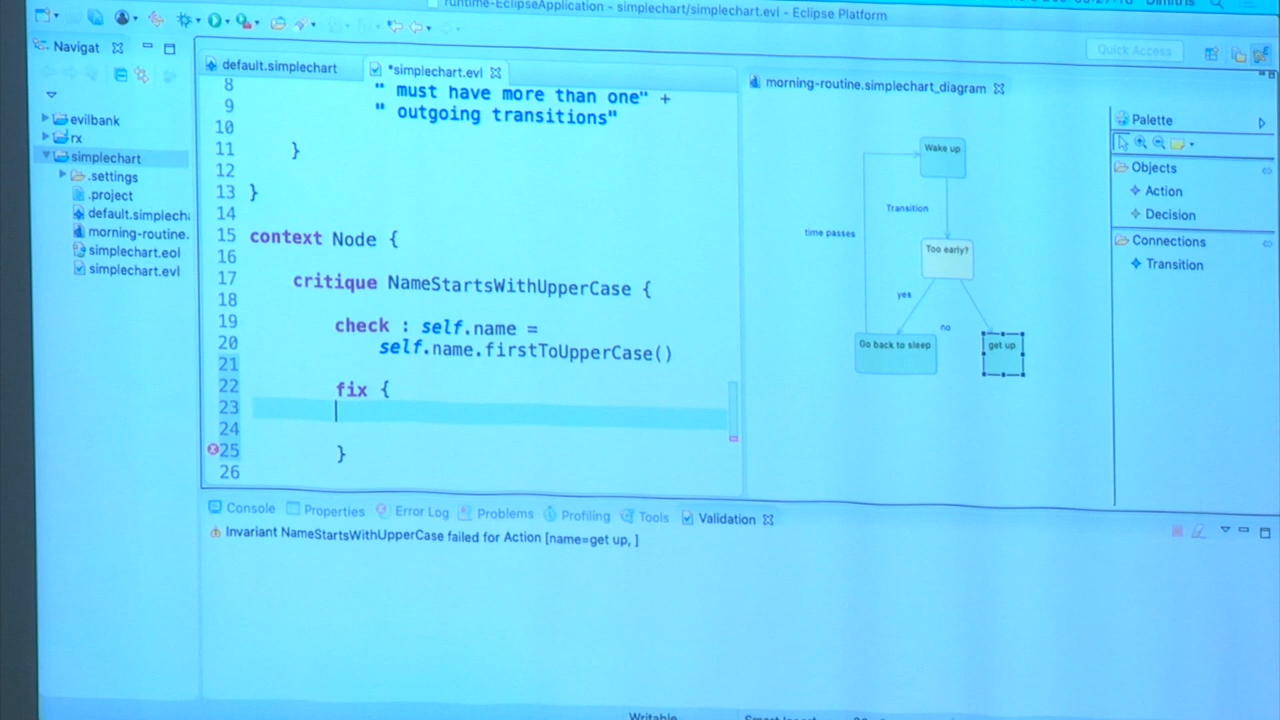 runtime-EclipseApplication - simplechart/simplechart.evl - Eclipse Platform
Quick Access
Navigat
evilbank
rx
simplechart
.settings
.project
default.simplech
morning-routine.
simplechart.eol
simplechart.evl
default.simplechart
*simplechart.evl
8 " must have more than one" +
9 " outgoing transitions"
10
11 }
12
13 }
14
15 context Node {
16
17 critique NameStartsWithUpperCase {
18
19 check : self.name =
20 self.name.firstToUpperCase()
21
22 fix {
23
24
25 }
26
morning-routine.simplechart_diagram
Wake up
Transition
time passes
Too early?
yes
no
Go back to sleep
get up
Palette
Objects
Action
Decision
Connections
Transition
Console Properties Error Log Problems Profiling Tools Validation
Invariant NameStartsWithUpperCase failed for Action [name=get up, ]
Writable